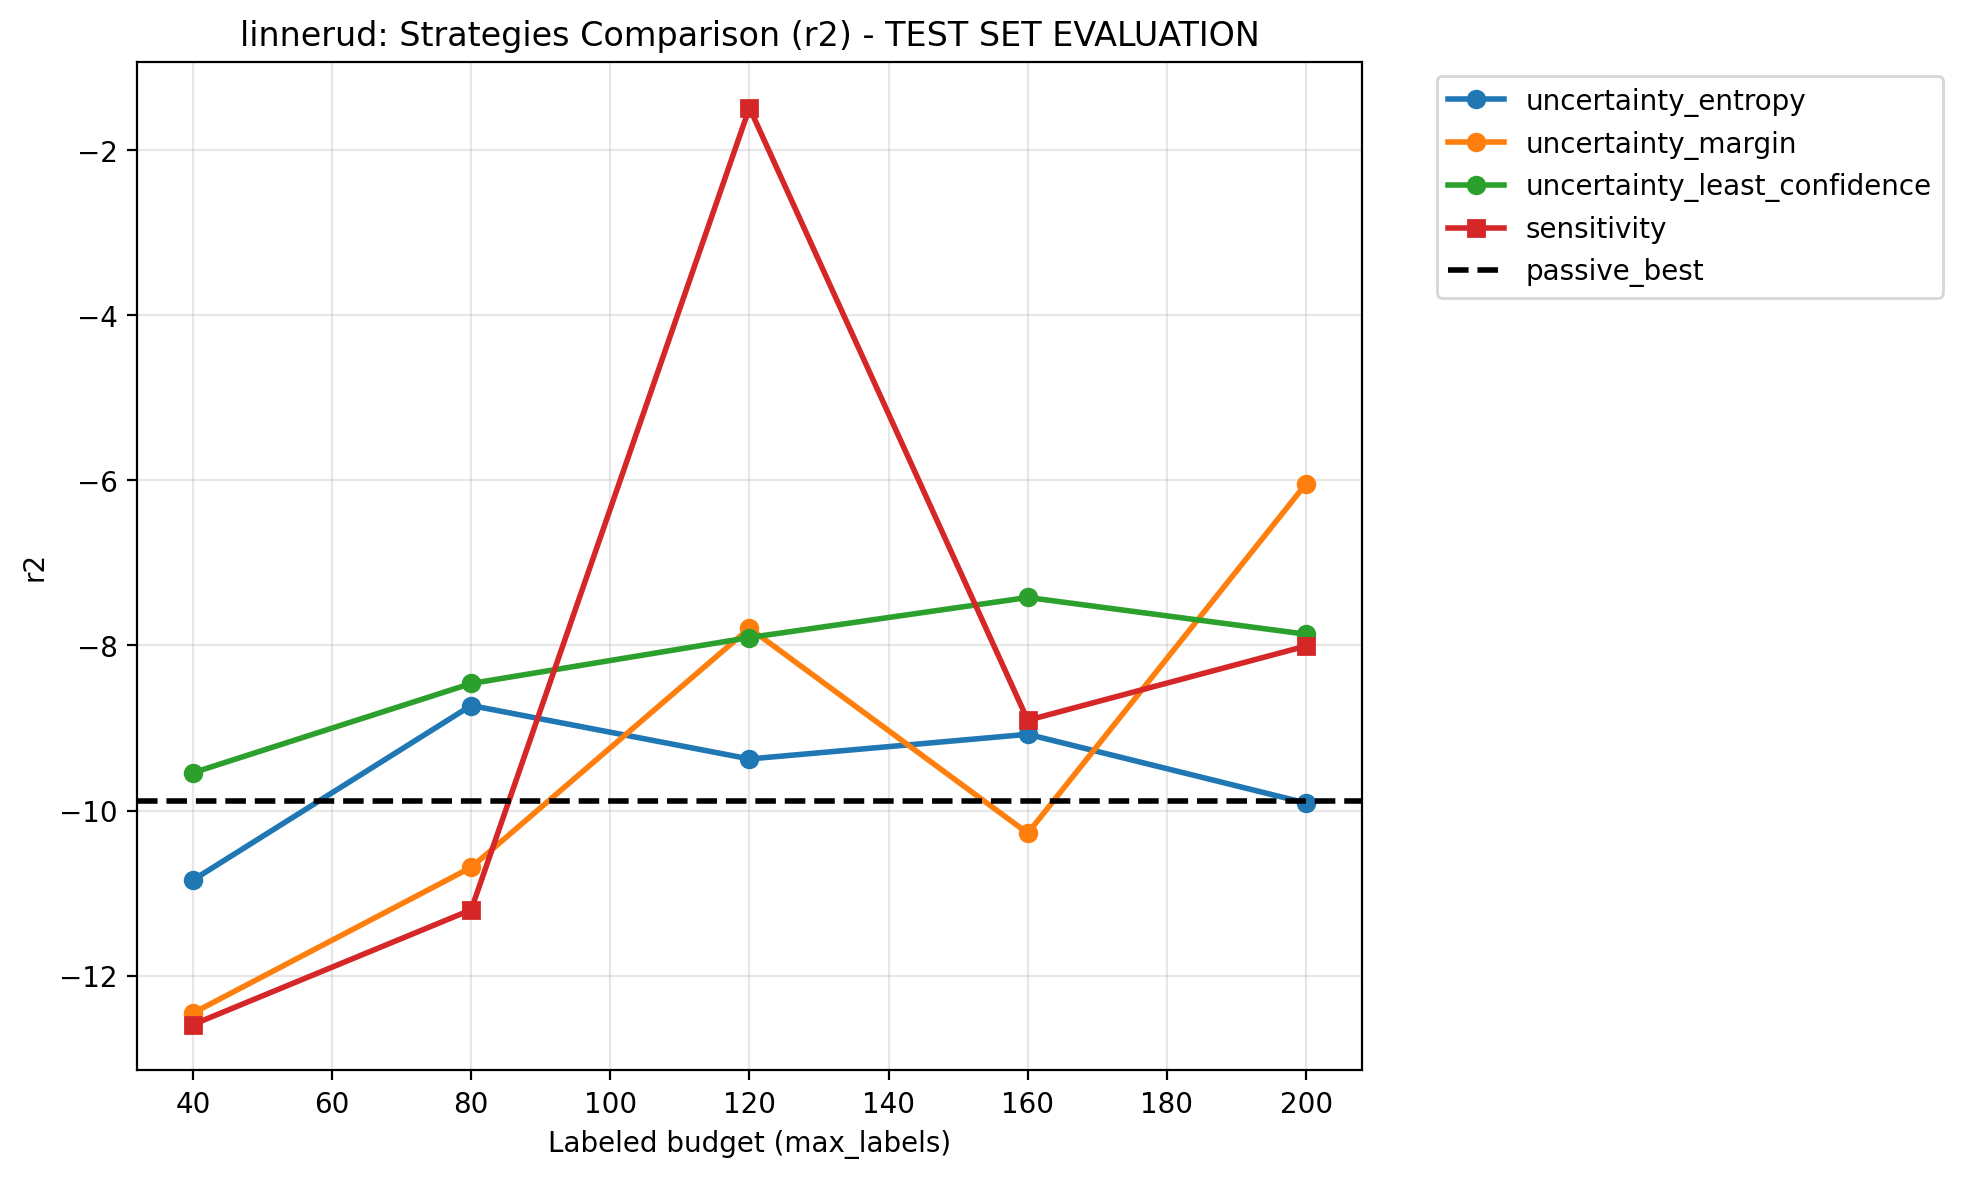 linnerud: Strategies Comparison (r2) - TEST SET EVALUATION
uncertainty_entropy
uncertainty_margin
uncertainty_least_confidence
sensitivity
passive_best
−2
−4
−6
−8
−10
−12
r2
40 60 80 100 120 140 160 180 200
Labeled budget (max_labels)